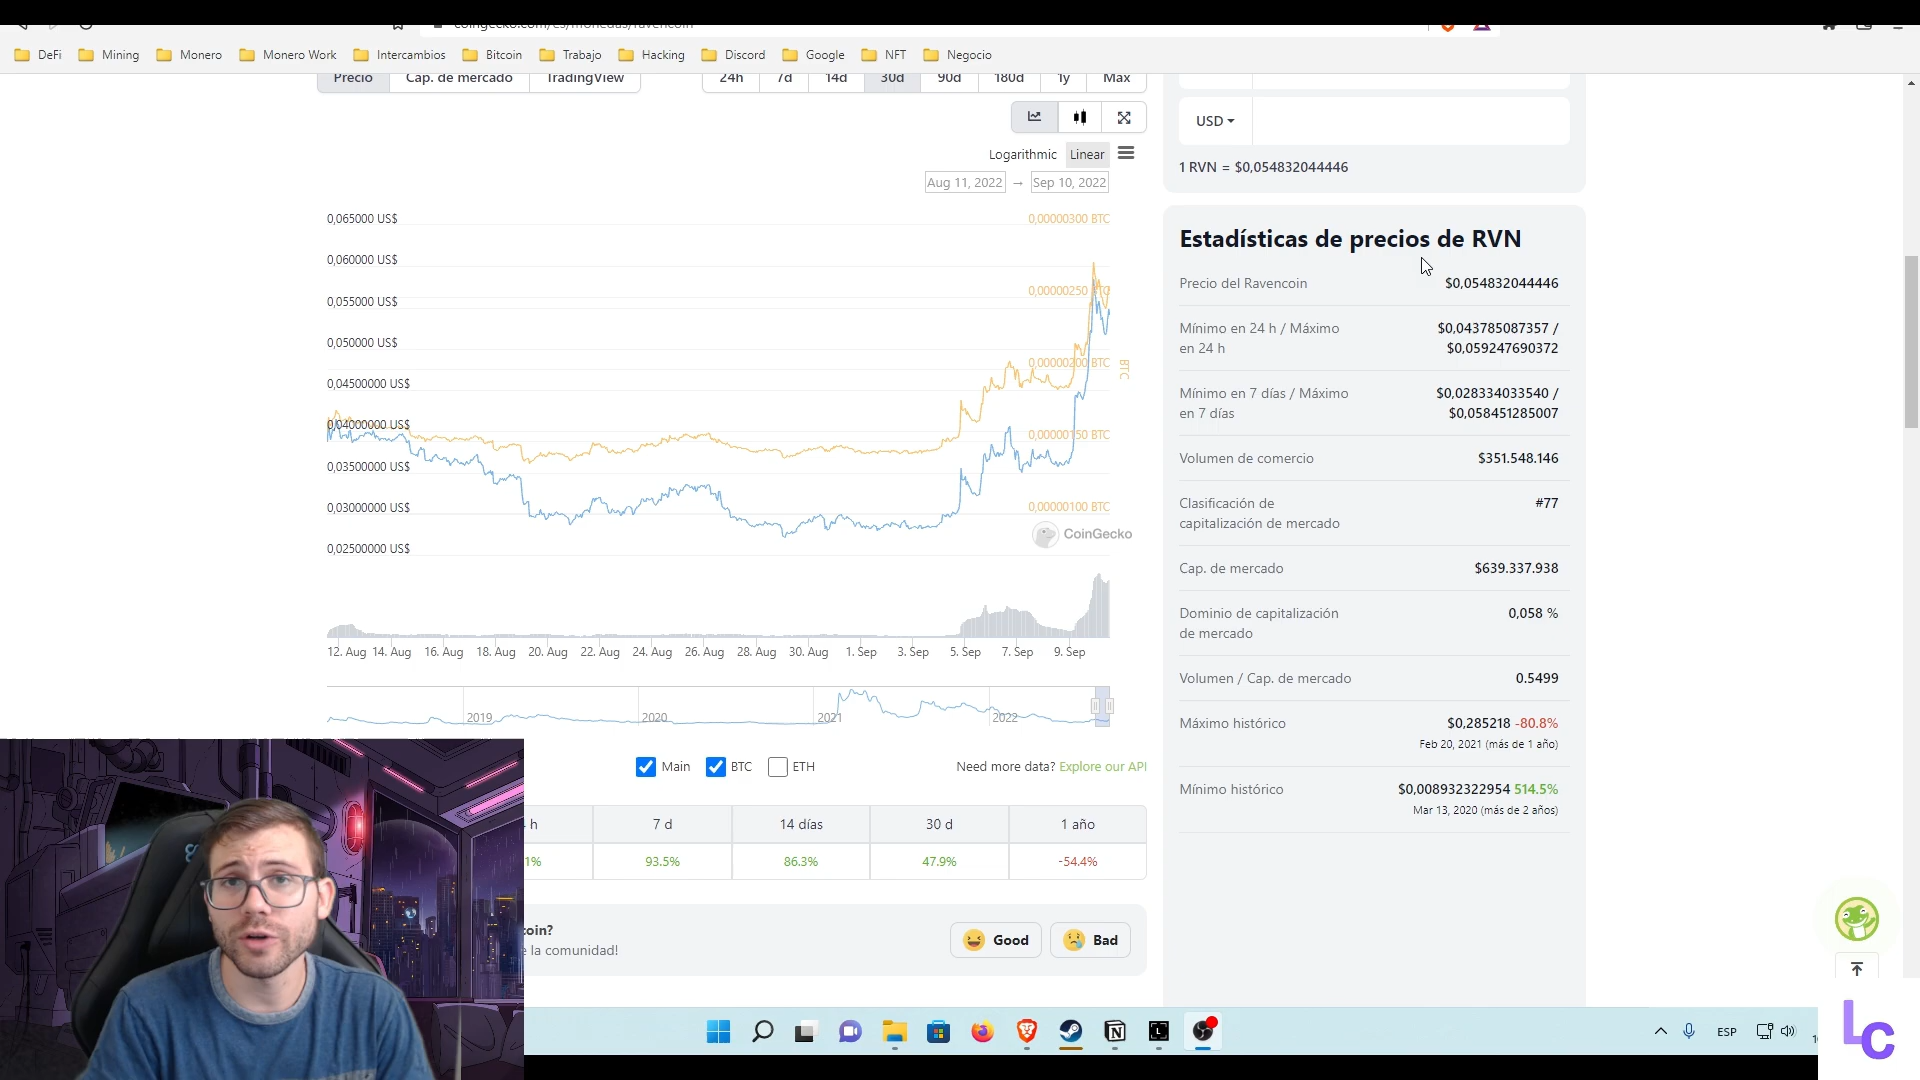 coingecko.com/es/monedas/ravencoin
DeFi Mining Monero Monero Work Intercambios Bitcoin Trabajo Hacking Discord Google NFT Negocio
Precio Cap. de mercado TradingView 24h 7d 14d 30d 90d 180d 1y Max
Logarithmic Linear
Aug 11, 2022 → Sep 10, 2022
0,065000 US$ 0,00000300 BTC
0,060000 US$
0,00000250 BTC
0,055000 US$
0,050000 US$
0,00000200 BTC
BTC
0,04500000 US$
0,04000000 US$
0,00000150 BTC
0,03500000 US$
0,03000000 US$ 0,00000100 BTC
CoinGecko
0,02500000 US$
12. Aug 14. Aug 16. Aug 18. Aug 20. Aug 22. Aug 24. Aug 26. Aug 28. Aug 30. Aug 1. Sep 3. Sep 5. Sep 7. Sep 9. Sep
2019 2020 2021 2022
Main BTC ETH Need more data? Explore our API
h 7 d 14 días 30 d 1 año
1% 93.5% 86.3% 47.9% -54.4%
coin?
la comunidad!
Good Bad
USD
1 RVN = $0,054832044446
Estadísticas de precios de RVN
Precio del Ravencoin $0,054832044446
Mínimo en 24 h / Máximo $0,043785087357 /
en 24 h $0,059247690372
Mínimo en 7 días / Máximo $0,028334033540 /
en 7 días $0,058451285007
Volumen de comercio $351.548.146
Clasificación de #77
capitalización de mercado
Cap. de mercado $639.337.938
Dominio de capitalización 0,058 %
de mercado
Volumen / Cap. de mercado 0.5499
Máximo histórico $0,285218 -80.8%
Feb 20, 2021 (más de 1 año)
Mínimo histórico $0,008932322954 514.5%
Mar 13, 2020 (más de 2 años)
ESP
LC